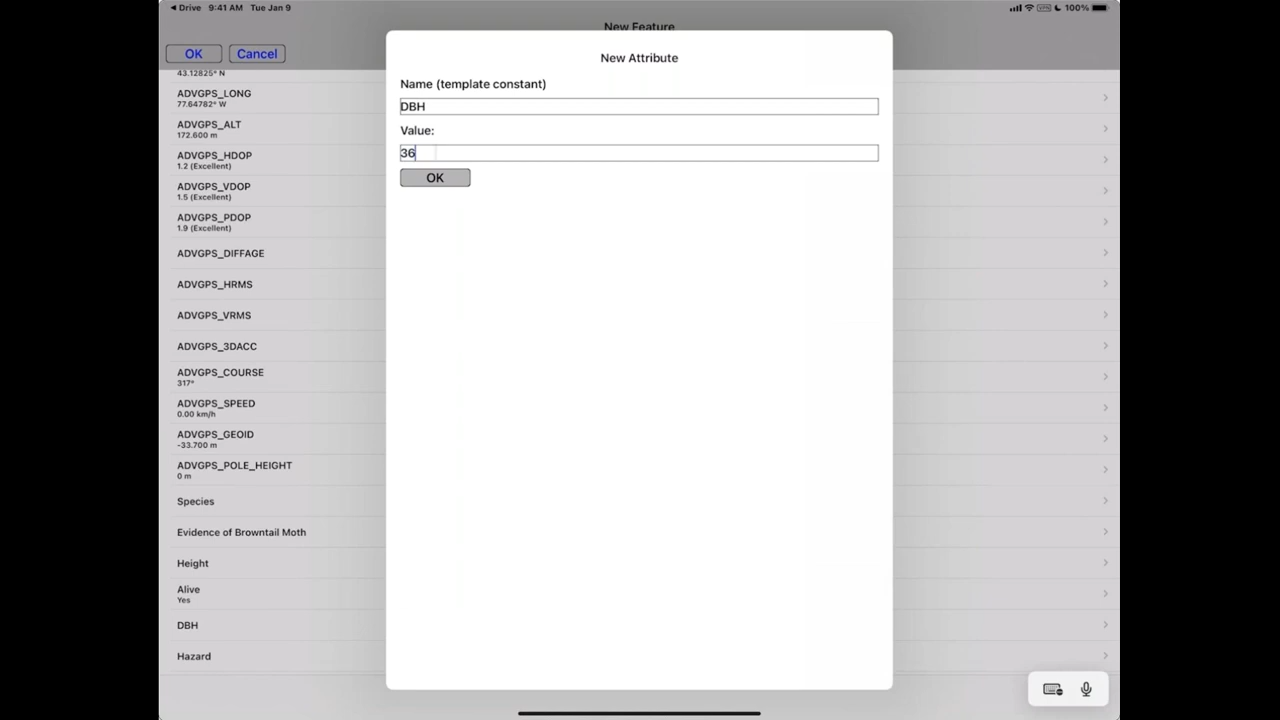 Drive 9:41 AM Tue Jan 9
VPN 100%
New Feature
OK Cancel
43.12825° N
ADVGPS_LONG
77.64782° W
ADVGPS_ALT
172.600 m
ADVGPS_HDOP
1.2 (Excellent)
ADVGPS_VDOP
1.5 (Excellent)
ADVGPS_PDOP
1.9 (Excellent)
ADVGPS_DIFFAGE
ADVGPS_HRMS
ADVGPS_VRMS
ADVGPS_3DACC
ADVGPS_COURSE
317°
ADVGPS_SPEED
0.00 km/h
ADVGPS_GEOID
-33.700 m
ADVGPS_POLE_HEIGHT
0 m
Species
Evidence of Browntail Moth
Height
Alive
Yes
DBH
Hazard
New Attribute
Name (template constant)
DBH
Value:
36
OK